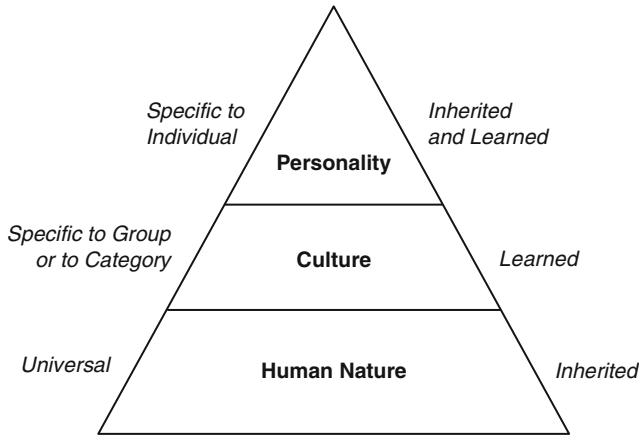 Specific to
Individual
Inherited
and Learned
Personality
Specific to Group
or to Category
Culture
Learned
Universal
Human Nature
Inherited